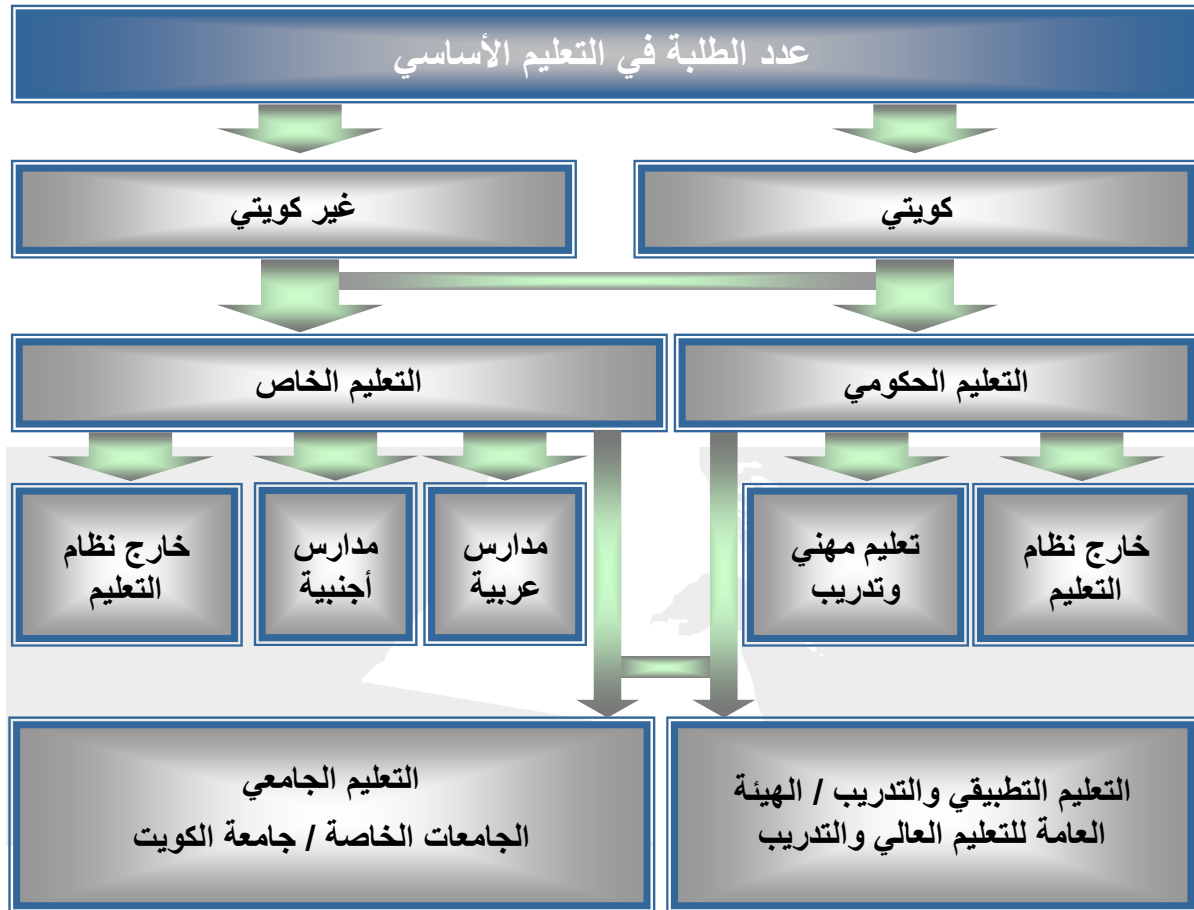 عدد الطلبة في التعليم الأساسي
كويتي
غير كويتي
التعليم الحكومي
التعليم الخاص
خارج نظام
التعليم
تعليم مهني
وتدريب
مدارس
عربية
مدارس
أجنبية
خارج نظام
التعليم
التعليم التطبيقي والتدريب / الهيئة
العامة للتعليم العالي والتدريب
التعليم الجامعي
الجامعات الخاصة / جامعة الكويت